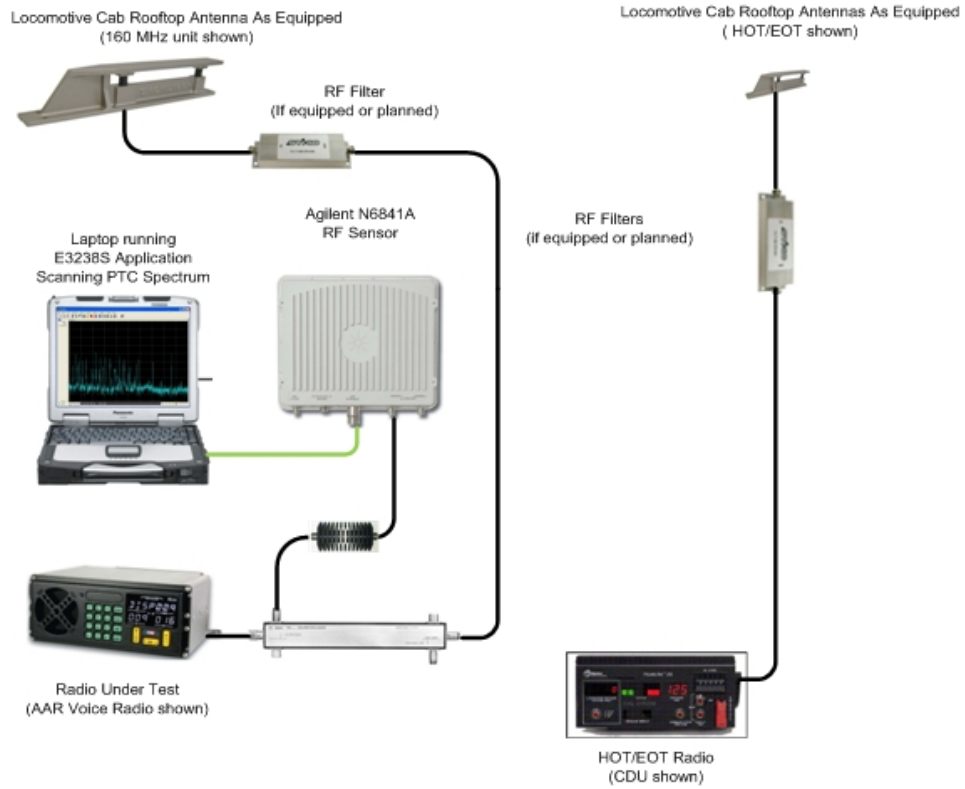 Locomotive Cab Rooftop Antenna As Equipped
(160 MHz unit shown)
Locomotive Cab Rooftop Antennas As Equipped
( HOT/EOT shown)
RF Filter
(If equipped or planned)
Agilent N6841A
RF Sensor
RF Filters
(if equipped or planned)
Laptop running
E3238S Application
Scanning PTC Spectrum
Panasonic
Radio Under Test
(AAR Voice Radio shown)
125
HOT/EOT Radio
(CDU shown)